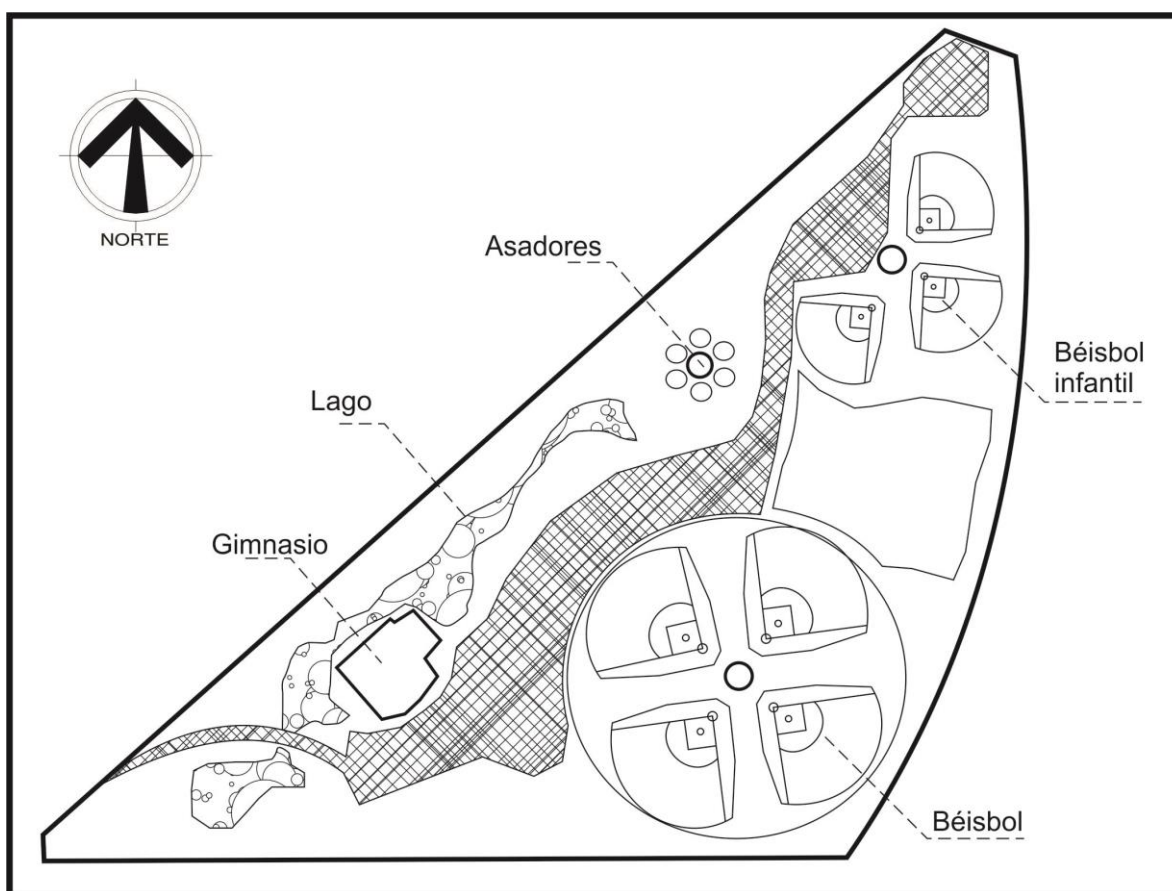 NORTE
Asadores
Béisbol
infantil
Lago
Gimnasio
Béisbol